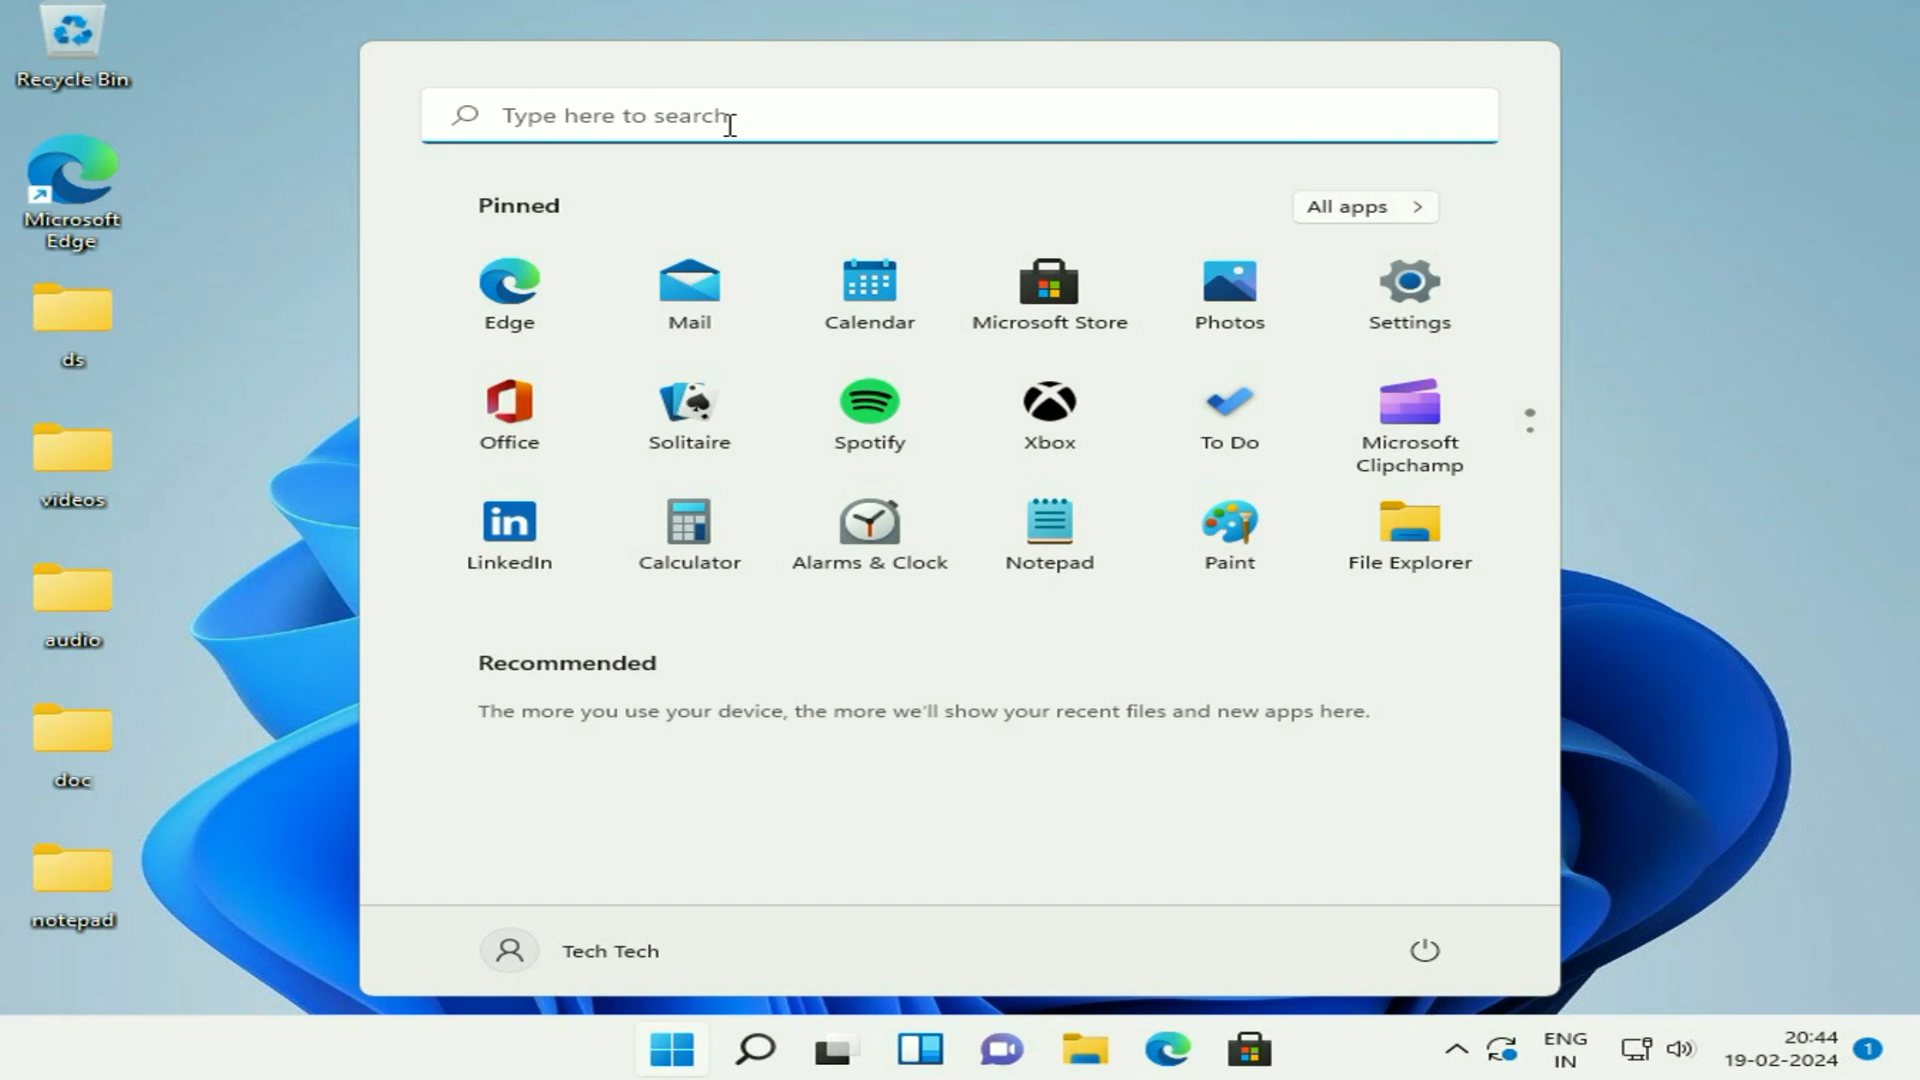 Recycle Bin
Microsoft
Edge
ds
videos
audio
doc
notepad
Type here to search
Pinned
All apps
Edge
Mail
Calendar
Microsoft Store
Photos
Settings
Office
Solitaire
Spotify
Xbox
To Do
Microsoft
Clipchamp
in
LinkedIn
Calculator
Alarms & Clock
Notepad
Paint
File Explorer
Recommended
The more you use your device, the more we'll show your recent files and new apps here.
Tech Tech
ENG
IN
20:44
19-02-2024
1